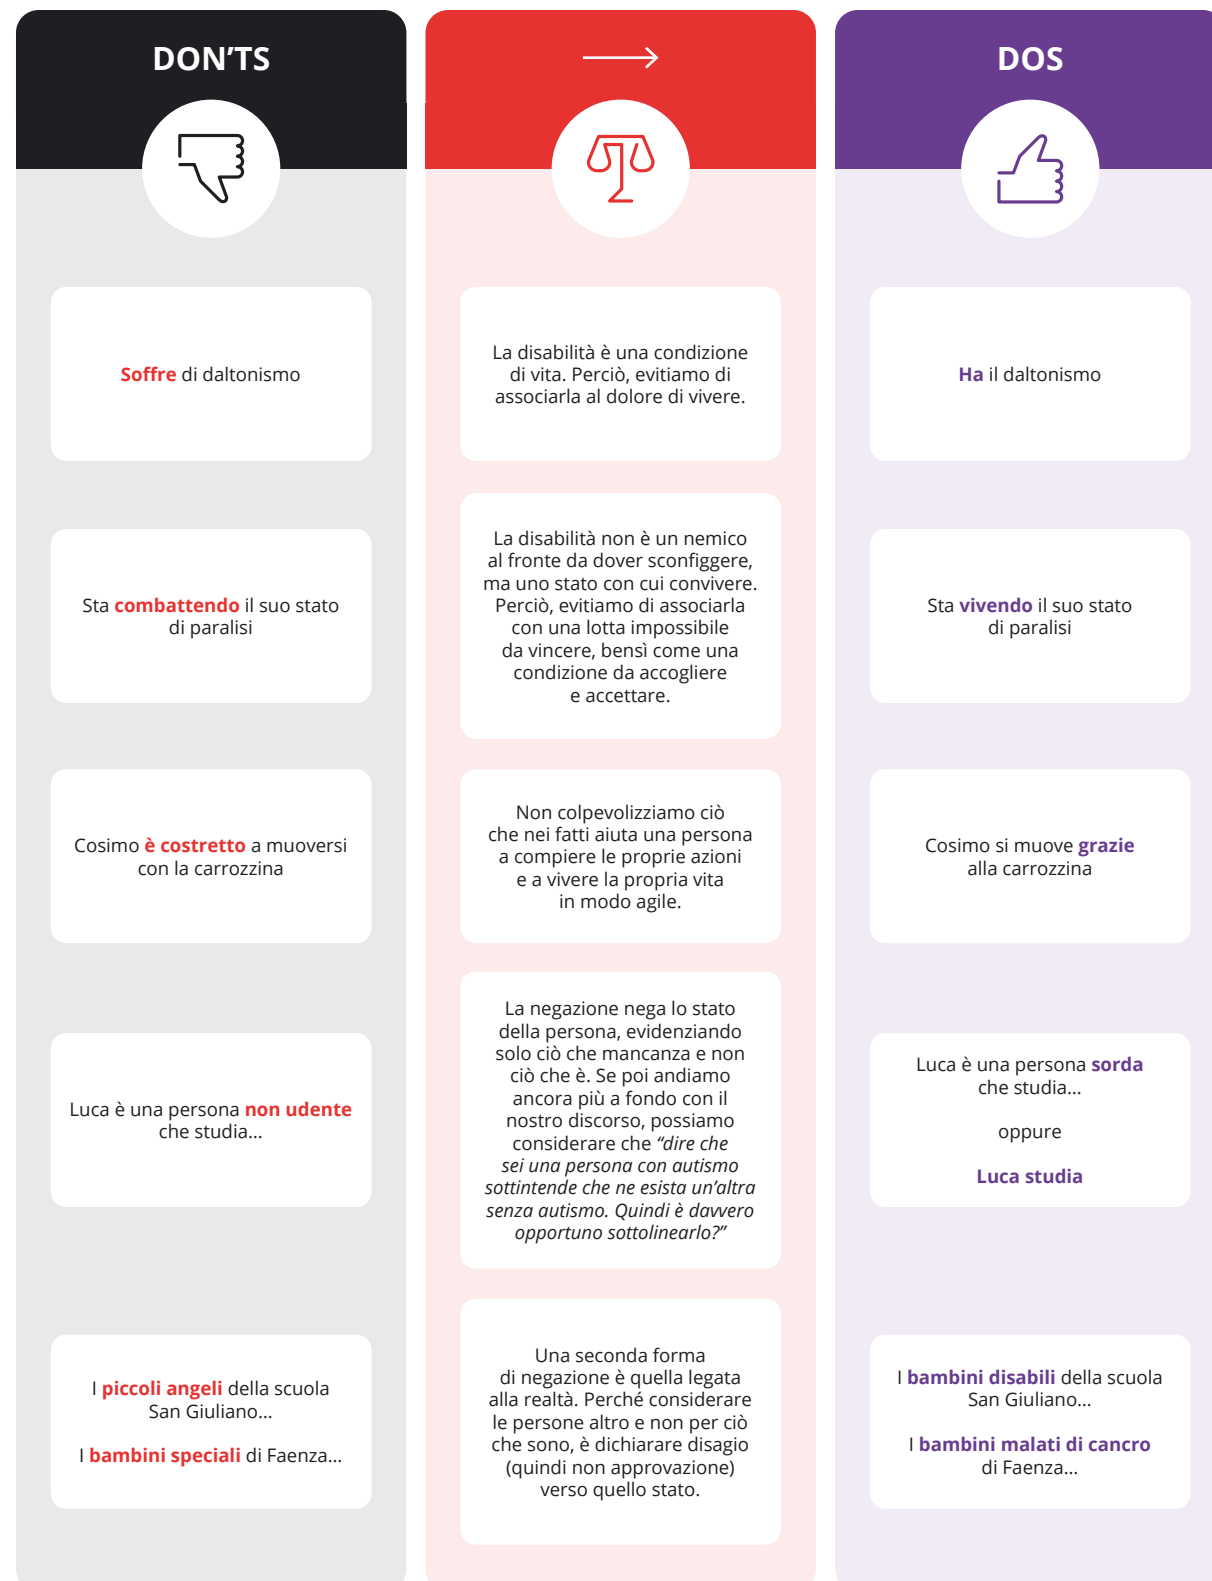 DON'TS
DOS
Soffre di daltonismo
La disabilità è una condizione
di vita. Perciò, evitiamo di
associarla al dolore di vivere.
Ha il daltonismo
Sta combattendo il suo stato
di paralisi
La disabilità non è un nemico
al fronte da dover sconfiggere,
ma uno stato con cui convivere.
Perciò, evitiamo di associarla
con una lotta impossibile
da vincere, bensì come una
condizione da accogliere
e accettare.
Sta vivendo il suo stato
di paralisi
Cosimo è costretto a muoversi
con la carrozzina
Non colpevolizziamo ciò
che nei fatti aiuta una persona
a compiere le proprie azioni
e a vivere la propria vita
in modo agile.
Cosimo si muove grazie
alla carrozzina
Luca è una persona non udente
che studia...
La negazione nega lo stato
della persona, evidenziando
solo ciò che mancanza e non
ciò che è. Se poi andiamo
ancora più a fondo con il
nostro discorso, possiamo
considerare che “dire che
sei una persona con autismo
sottintende che ne esista un’altra
senza autismo. Quindi è davvero
opportuno sottolinearlo?”
Luca è una persona sorda
che studia...
oppure
Luca studia
I piccoli angeli della scuola
San Giuliano...
I bambini speciali di Faenza...
Una seconda forma
di negazione è quella legata
alla realtà. Perché considerare
le persone altro e non per ciò
che sono, è dichiarare disagio
(quindi non approvazione)
verso quello stato.
I bambini disabili della scuola
San Giuliano...
I bambini malati di cancro
di Faenza...